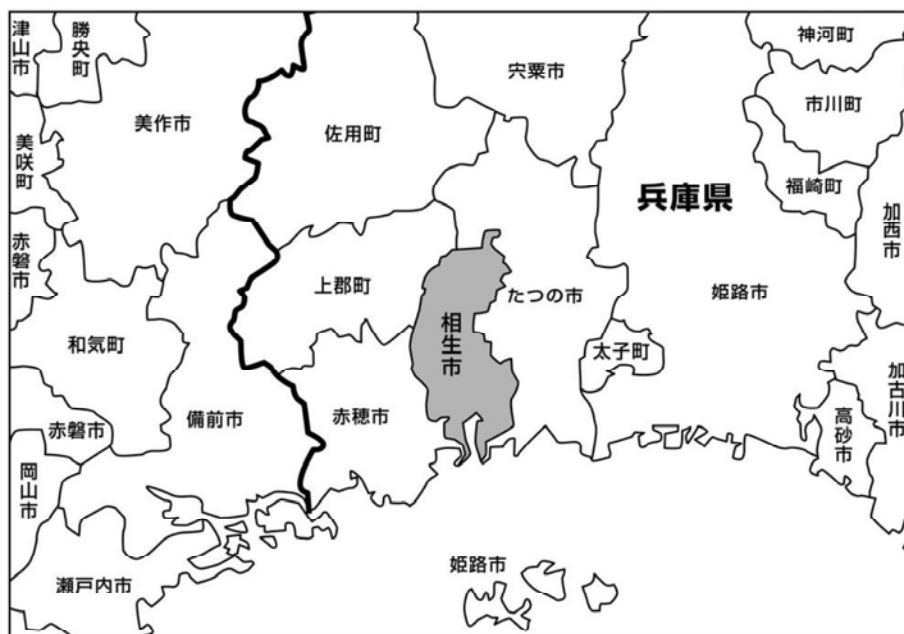 津山市
勝央町
美作市
佐用町
宍粟市
神河町
市川町
美咲町
福崎町
兵庫県
加西市
赤磐市
上郡町
相生市
たつの市
姫路市
和気町
太子町
加古川市
赤磐市
備前市
赤穂市
高砂市
岡山市
瀬戸内市
姫路市